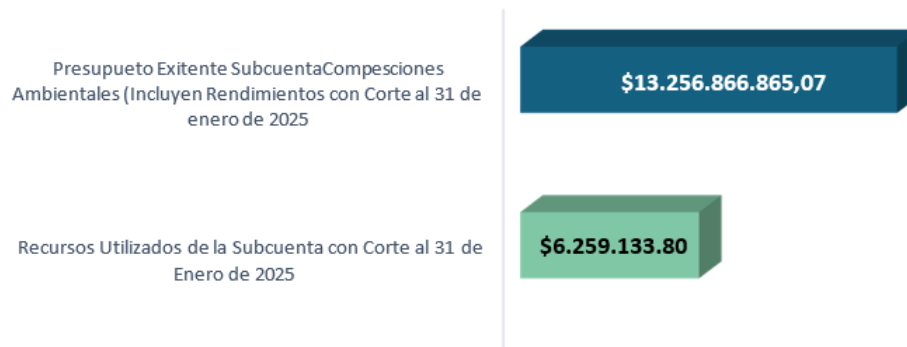 Presupueto Exitente SubcuentaCompesciones
Ambientales (Incluyen Rendimientos con Corte al 31 de
enero de 2025
$13.256.866.865,07
Recursos Utilizados de la Subcuenta con Corte al 31 de
Enero de 2025
$6.259.133.80